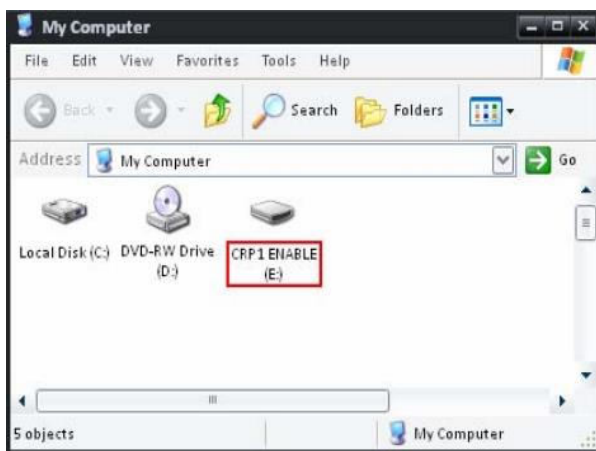 My Computer
File Edit View Favorites Tools Help
Back Search Folders
Address My Computer Go
Local Disk (C:) DVD-RW Drive (D:) CRP1 ENABLE (E:)
5 objects My Computer